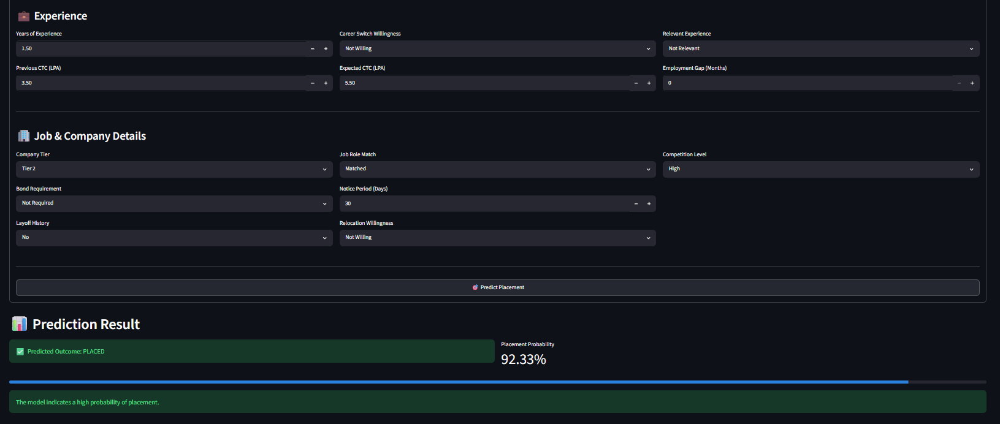 Experience
Years of Experience
Career Switch Willingness
Relevant Experience
1.50
Not Willing
Not Relevant
Previous CTC (LPA)
Expected CTC (LPA)
Employment Gap (Months)
3.50
5.50
0
Job & Company Details
Company Tier
Job Role Match
Competition Level
Tier 2
Matched
High
Bond Requirement
Notice Period (Days)
Not Required
30
Layoff History
Relocation Willingness
No
Not Willing
Predict Placement
Prediction Result
Predicted Outcome: PLACED
Placement Probability
92.33%
The model indicates a high probability of placement.